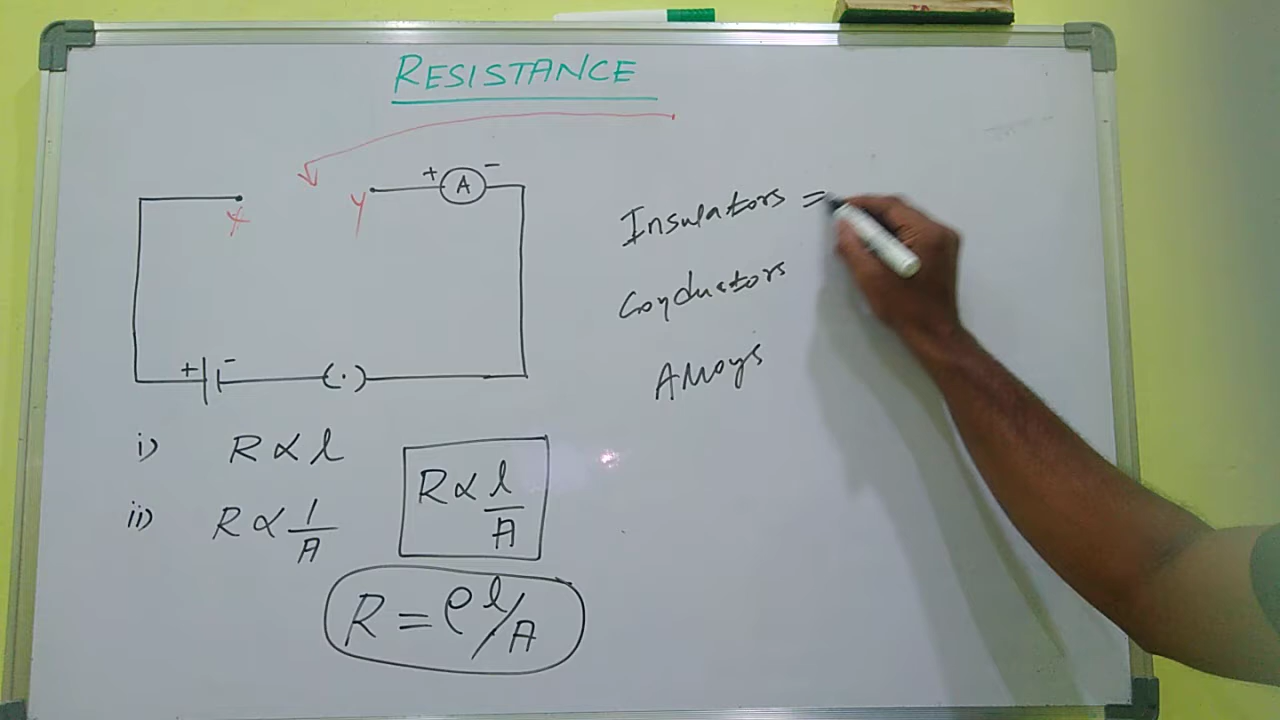 RESISTANCE
+ A −
X Y
+ −
(·)
Insulators =
Conductors
Alloys
i) R ∝ l
ii) R ∝ 1/A
R ∝ l/A
R = ρ l/A